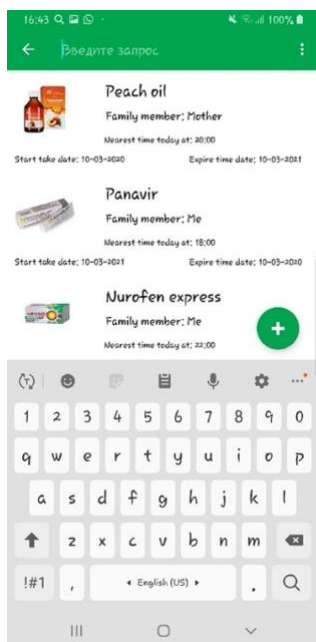 16:43 100%
Введите запрос
Peach oil
Family member: Mother
Nearest time today at: 20:00
Start take date: 10-03-2020 Expire time date: 10-03-2021
Panavir
Family member: Me
Nearest time today at: 18:00
Start take date: 10-03-2021 Expire time date: 10-03-2020
Nurofen express
Family member: Me
Nearest time today at: 22:00
1 2 3 4 5 6 7 8 9 0
q w e r t y u i o p
a s d f g h j k l
z x c v b n m
!#1 , English (US) .